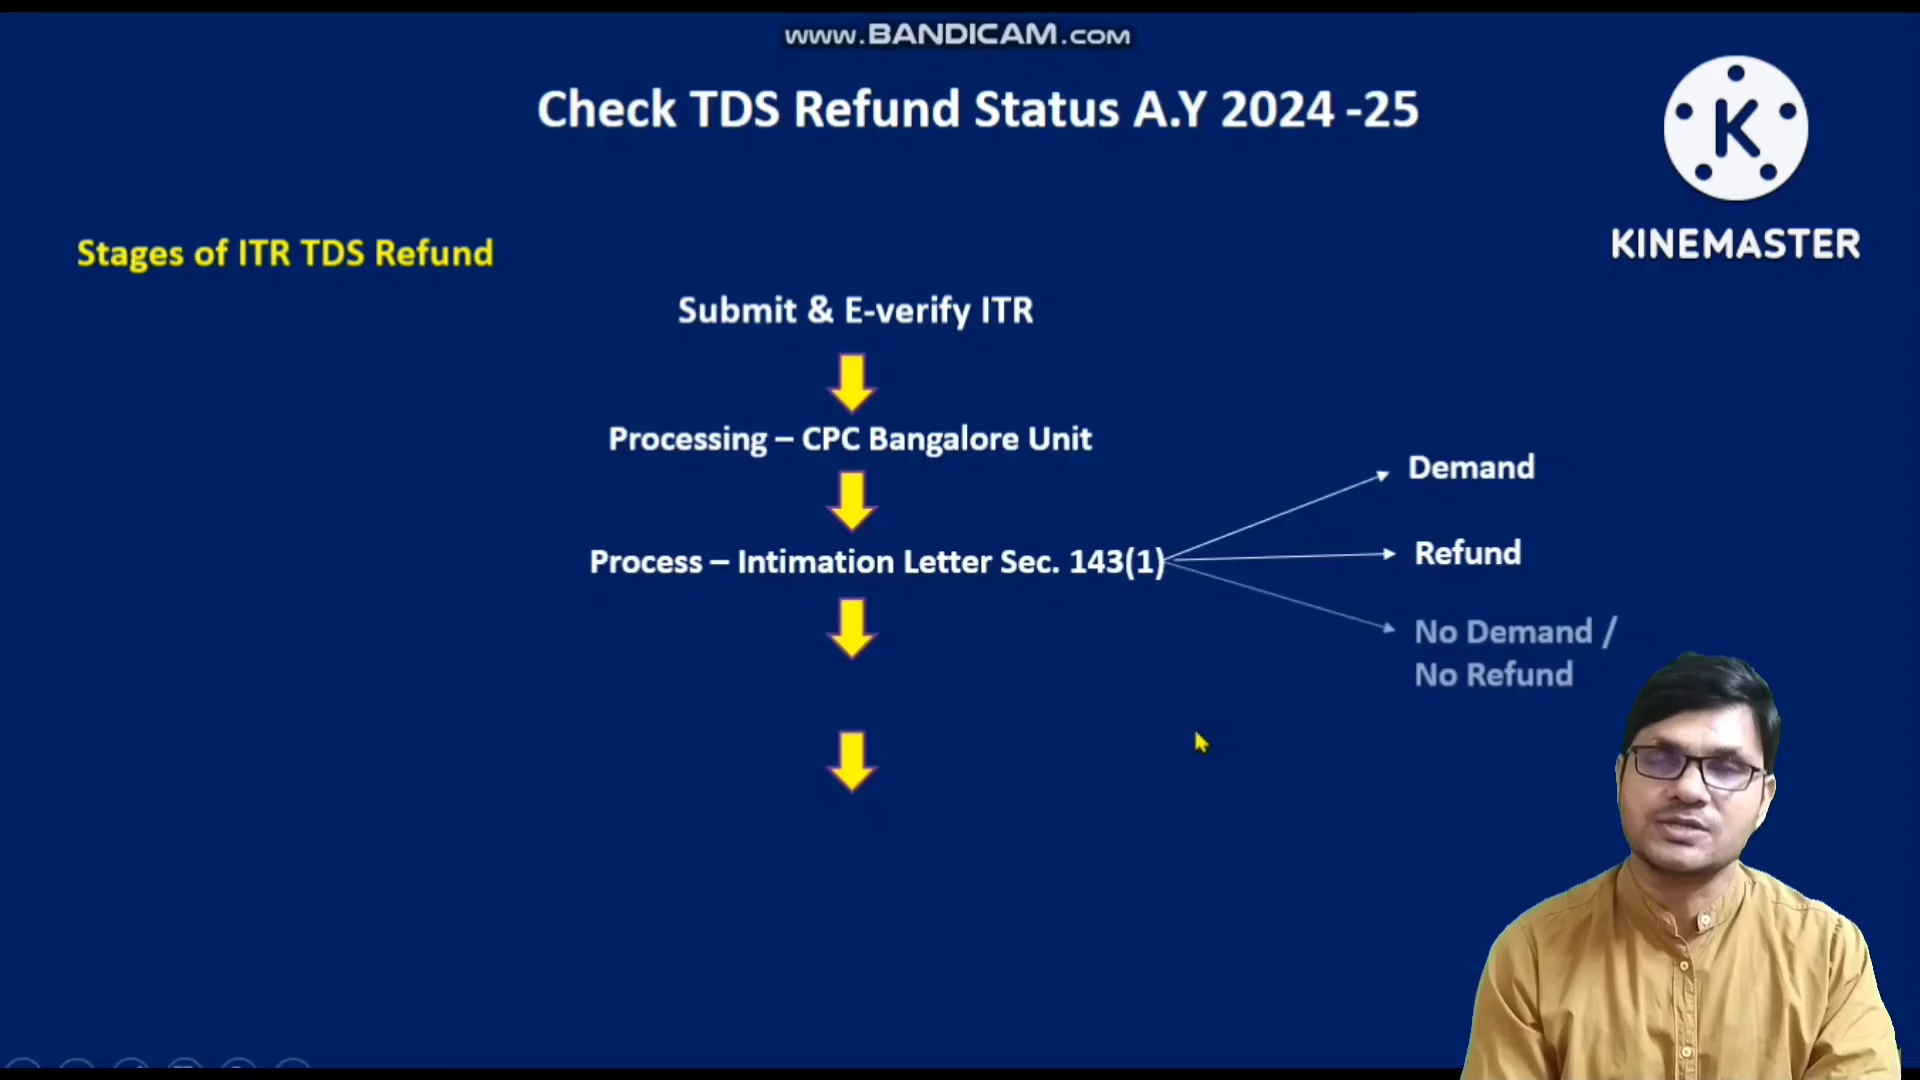 www.BANDICAM.com
Check TDS Refund Status A.Y 2024 -25
K
KINEMASTER
Stages of ITR TDS Refund
Submit & E-verify ITR
Processing – CPC Bangalore Unit
Demand
Process – Intimation Letter Sec. 143(1)
Refund
No Demand /
No Refund